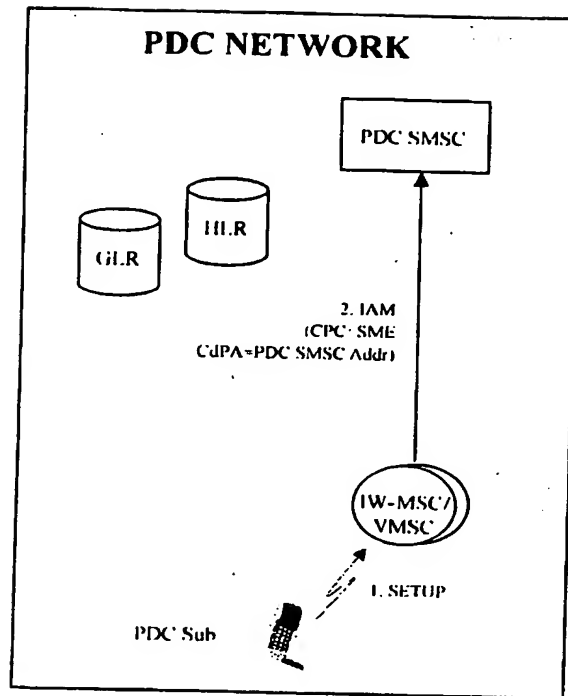 PDC NETWORK
PDC SMSC
HLR
GLR
2. IAM
(CPC: SME
CdPA=PDC SMSC Addr)
IW-MSC/
VMSC
1. SETUP
PDC Sub